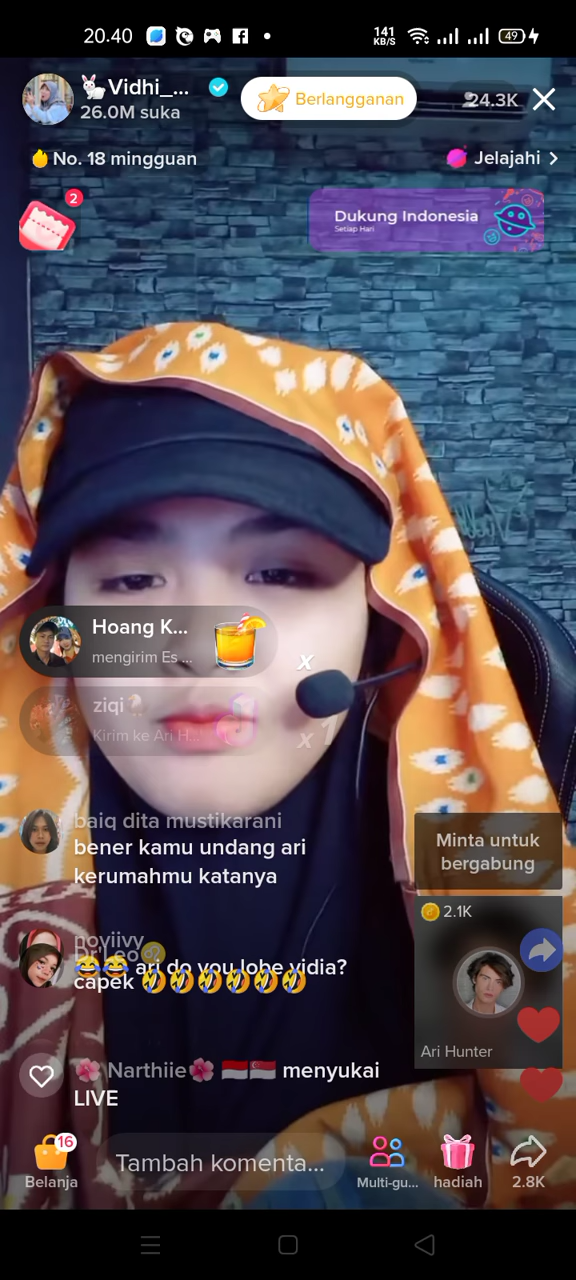 20.40
141
KB/S
49
Vidhi_...
26.0M suka
Berlangganan
24.3K
No. 18 mingguan
Jelajahi
2
Dukung Indonesia
Setiap Hari
Hoang K...
mengirim Es ...
x
ziqi
Kirim ke Ari H...
x 1
baiq dita mustikarani
bener kamu undang ari
kerumahmu katanya
Minta untuk
bergabung
2.1K
noviivy
😂😂 ari do you lobe vidia?
capek 🤣🤣🤣🤣🤣🤣
Ari Hunter
🌺Narthiie🌺 🇮🇩🇸🇬 menyukai
LIVE
16
Belanja
Tambah komenta...
Multi-gu...
hadiah
2.8K